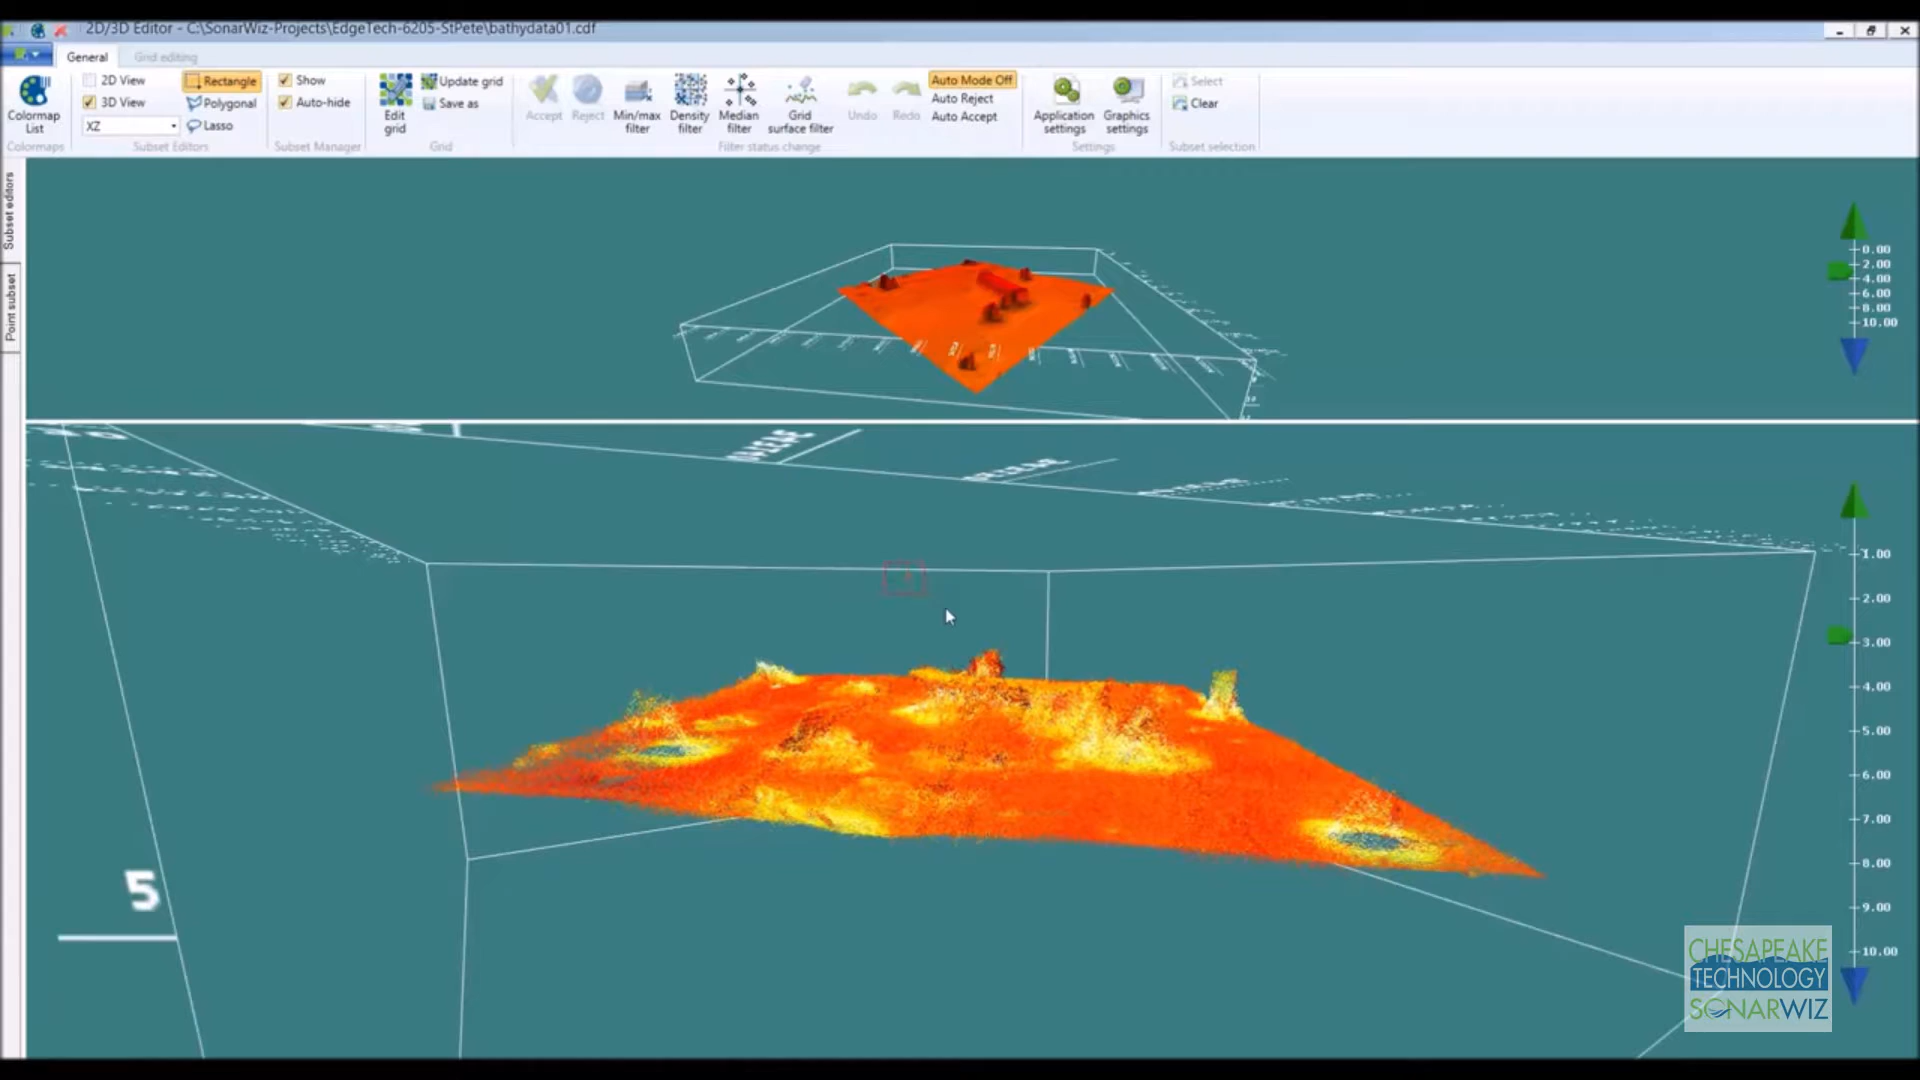 2D/3D Editor - C:\SonarWiz-Projects\EdgeTech-6205-StPete\bathydata01.cdf
General
Grid editing
Colormap
List
Colormaps
2D View
3D View
XZ
Rectangle
Polygonal
Lasso
Subset Editors
Show
Auto-hide
Subset Manager
Edit
grid
Update grid
Save as
Grid
Accept
Reject
Min/max
filter
Density
filter
Median
filter
Grid
surface filter
Undo
Redo
Auto Mode Off
Auto Reject
Auto Accept
Filter status change
Application
settings
Graphics
settings
Settings
Select
Clear
Subset selection
Subset editors
Point subset
0.00
2.00
4.00
6.00
8.00
10.00
1.00
2.00
3.00
4.00
5.00
6.00
7.00
8.00
9.00
10.00
5
CHESAPEAKE
TECHNOLOGY
SONARWIZ